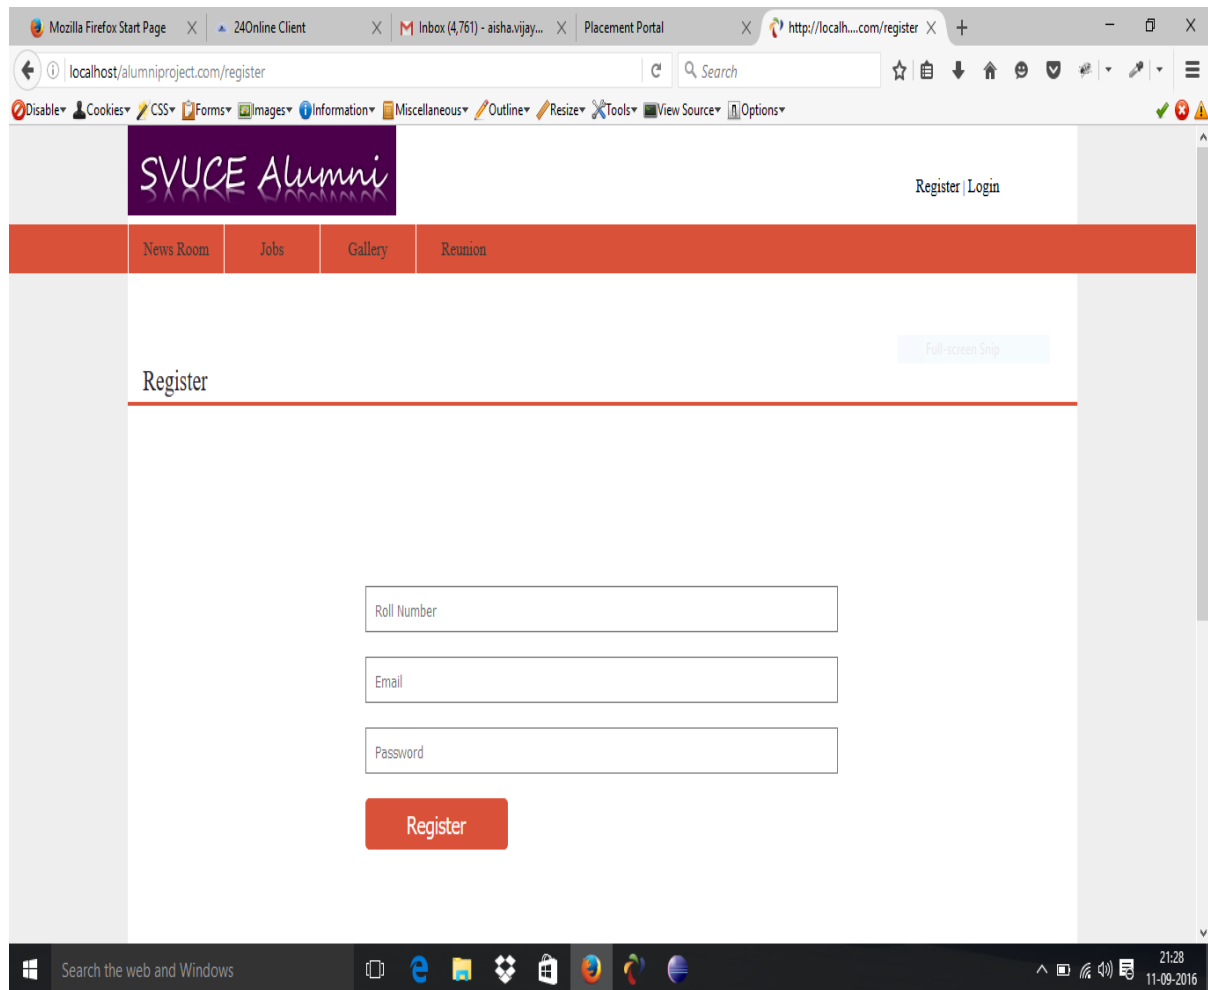 Mozilla Firefox Start Page 24Online Client Inbox (4,761) - aisha.vijay... Placement Portal http://localh....com/register
localhost/alumniproject.com/register Search
Disable Cookies CSS Forms Images Information Miscellaneous Outline Resize Tools View Source Options
SVUCE Alumni
Register | Login
News Room Jobs Gallery Reunion
Full-screen Snip
Register
Roll Number
Email
Password
Register
Search the web and Windows
21:28
11-09-2016